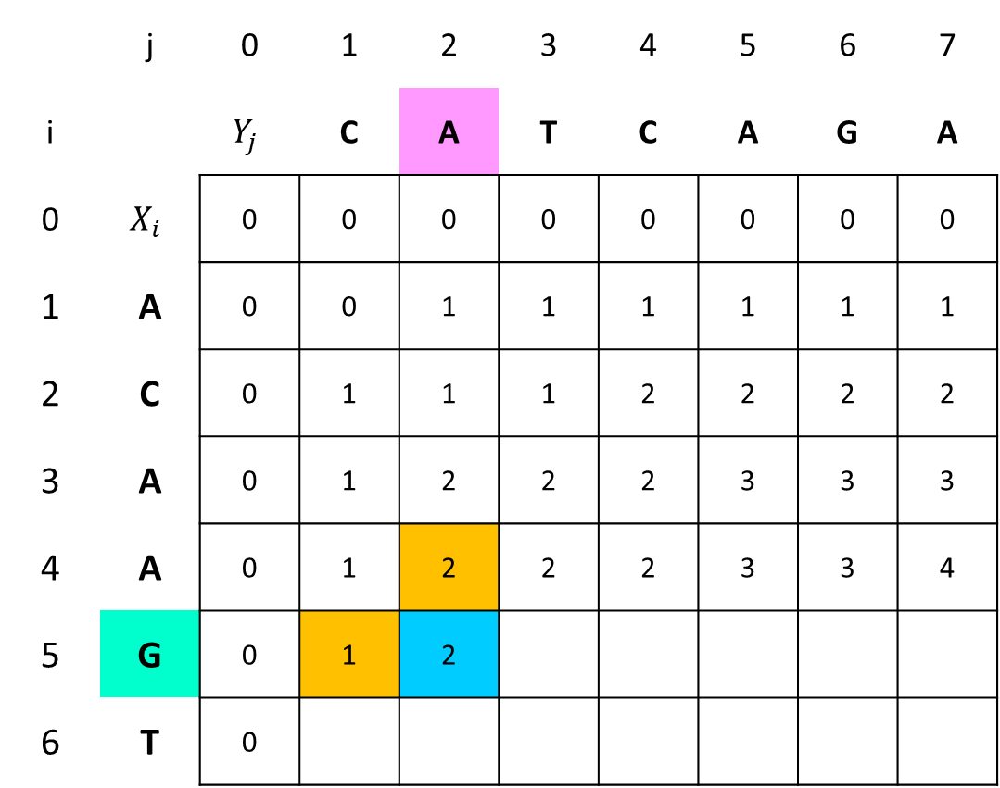 j 0 1 2 3 4 5 6 7
i Yj C A T C A G A
0 Xi 0 0 0 0 0 0 0 0
1 A 0 0 1 1 1 1 1 1
2 C 0 1 1 1 2 2 2 2
3 A 0 1 2 2 2 3 3 3
4 A 0 1 2 2 2 3 3 4
5 G 0 1 2
6 T 0